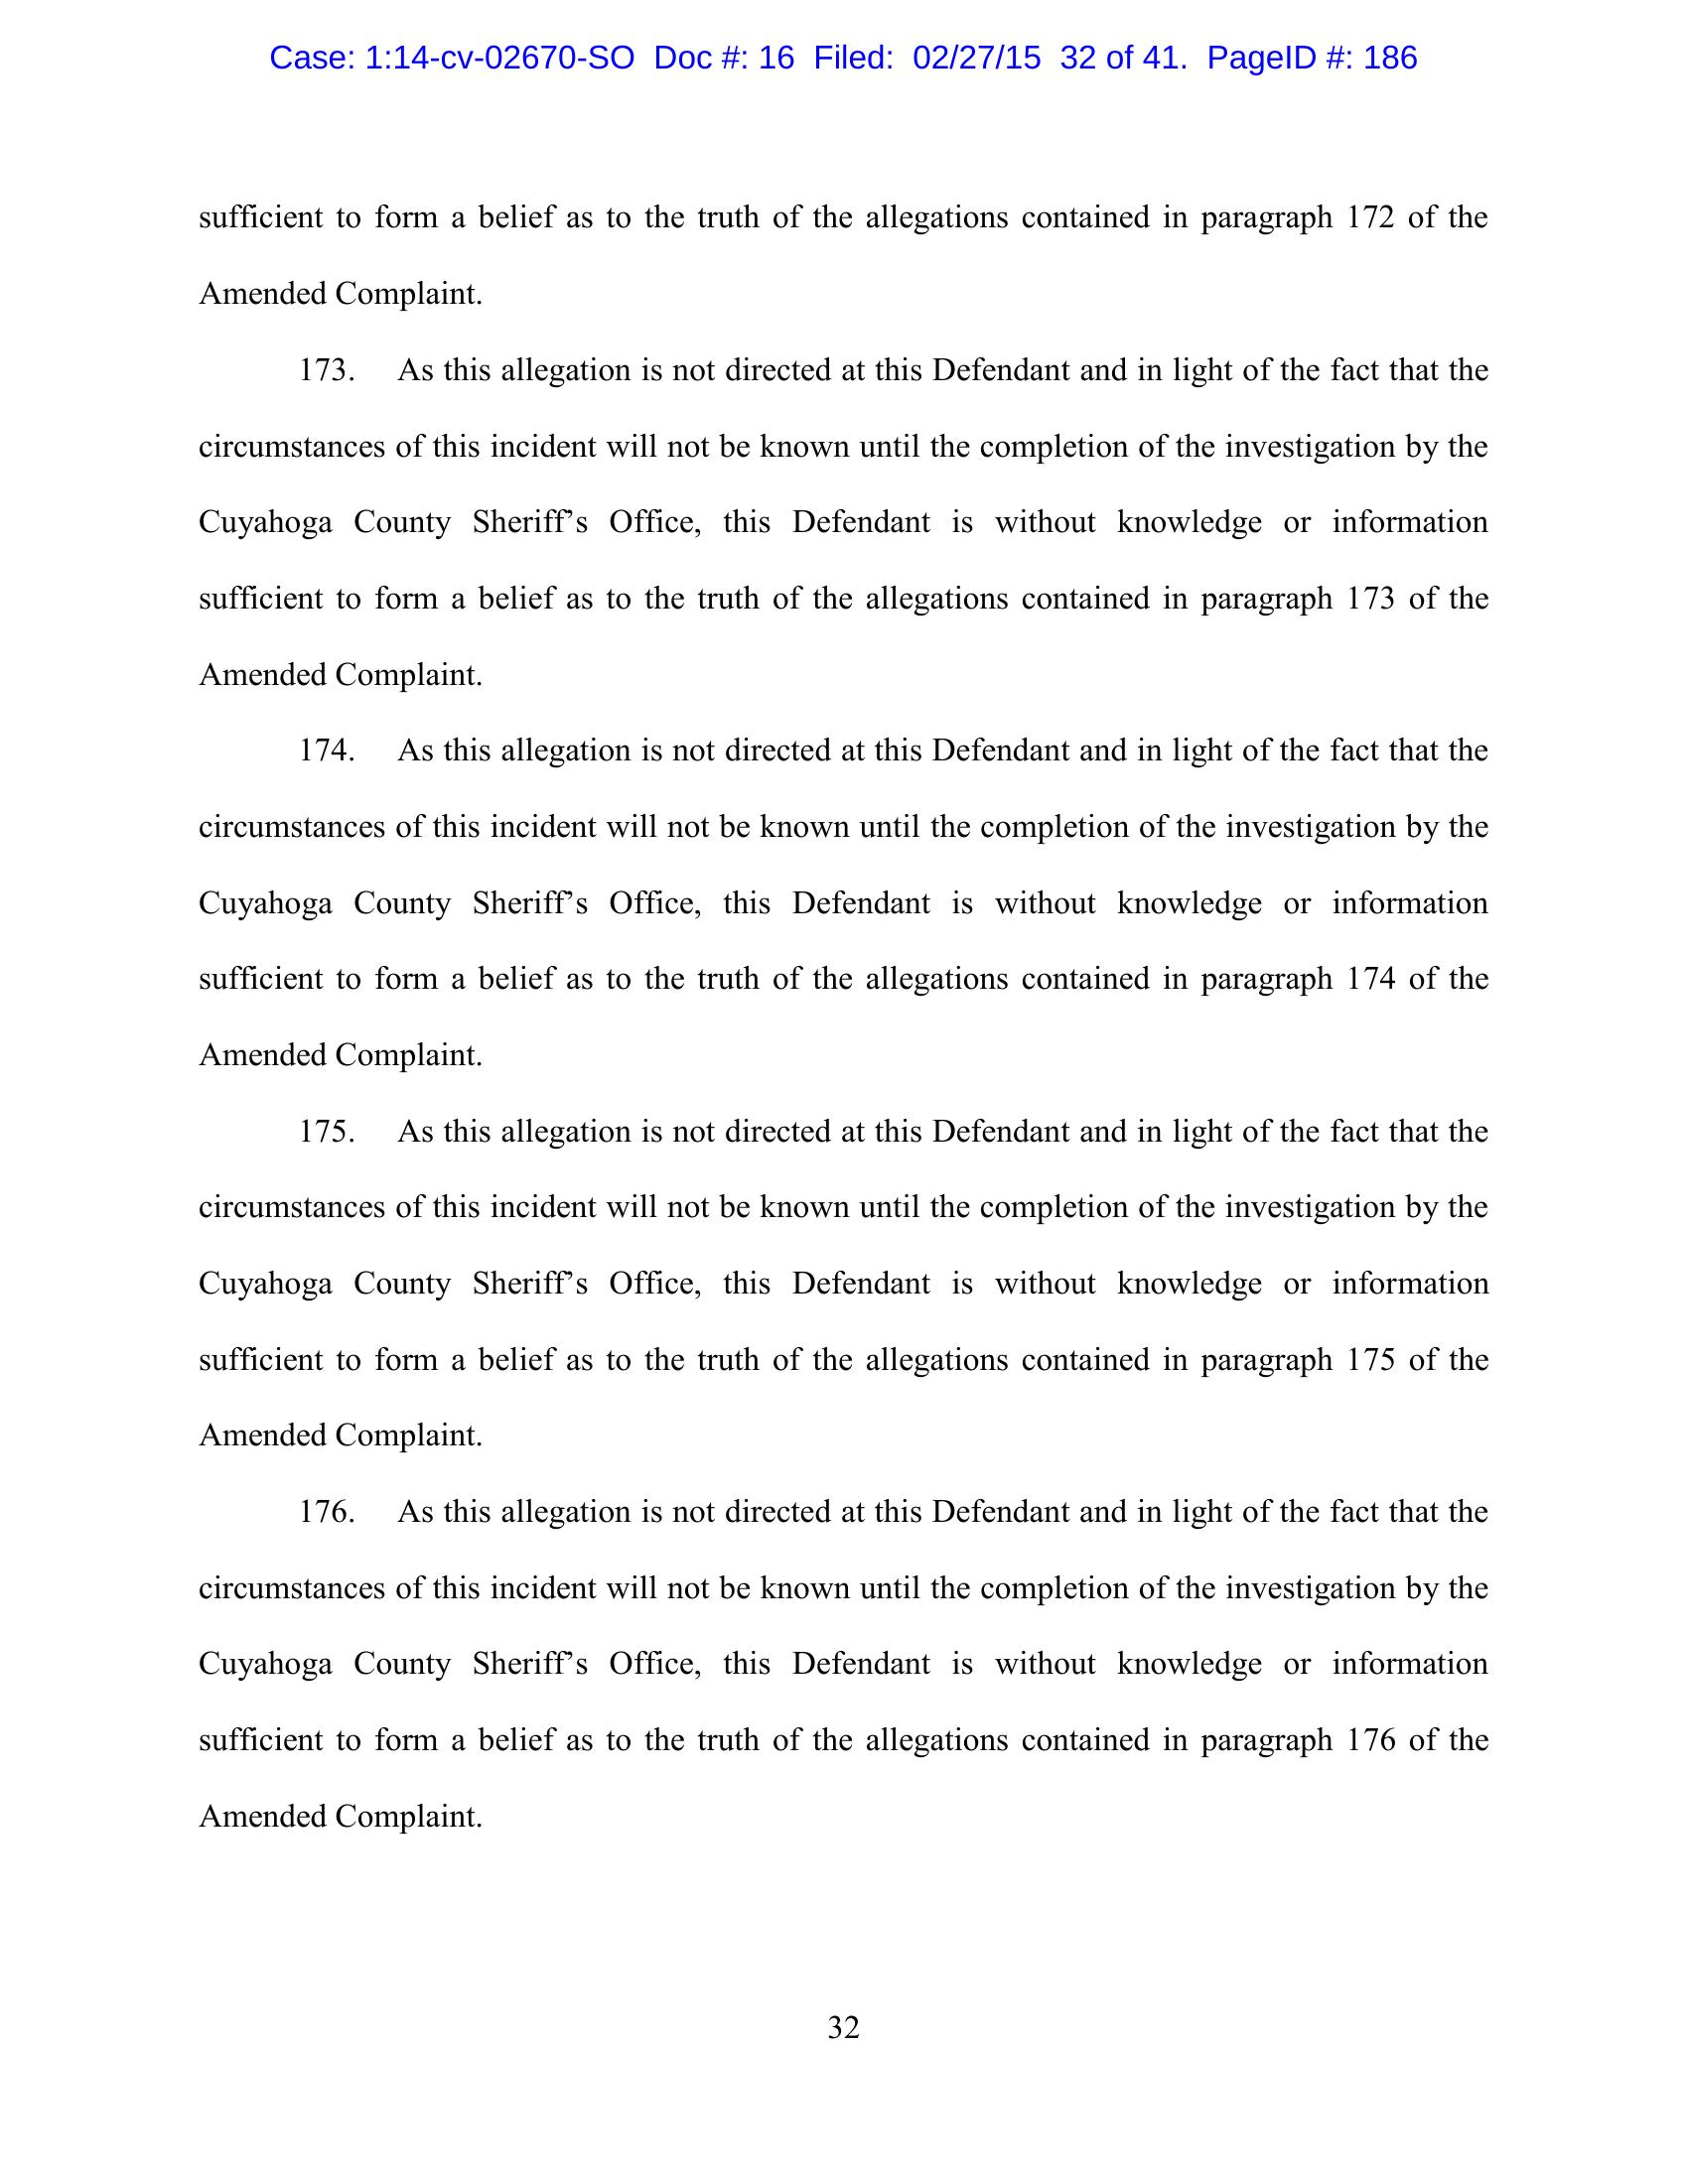 Case: 1:14-cv-02670-SO Doc #: 16 Filed: 02/27/15 32 of 41. PageID #: 186
sufficient to form a belief as to the truth of the allegations contained in paragraph 172 of the
Amended Complaint.
173. As this allegation is not directed at this Defendant and in light of the fact that the
circumstances of this incident will not be known until the completion of the investigation by the
Cuyahoga County Sheriff’s Office, this Defendant is without knowledge or information
sufficient to form a belief as to the truth of the allegations contained in paragraph 173 of the
Amended Complaint.
174. As this allegation is not directed at this Defendant and in light of the fact that the
circumstances of this incident will not be known until the completion of the investigation by the
Cuyahoga County Sheriff’s Office, this Defendant is without knowledge or information
sufficient to form a belief as to the truth of the allegations contained in paragraph 174 of the
Amended Complaint.
175. As this allegation is not directed at this Defendant and in light of the fact that the
circumstances of this incident will not be known until the completion of the investigation by the
Cuyahoga County Sheriff’s Office, this Defendant is without knowledge or information
sufficient to form a belief as to the truth of the allegations contained in paragraph 175 of the
Amended Complaint.
176. As this allegation is not directed at this Defendant and in light of the fact that the
circumstances of this incident will not be known until the completion of the investigation by the
Cuyahoga County Sheriff’s Office, this Defendant is without knowledge or information
sufficient to form a belief as to the truth of the allegations contained in paragraph 176 of the
Amended Complaint.
32